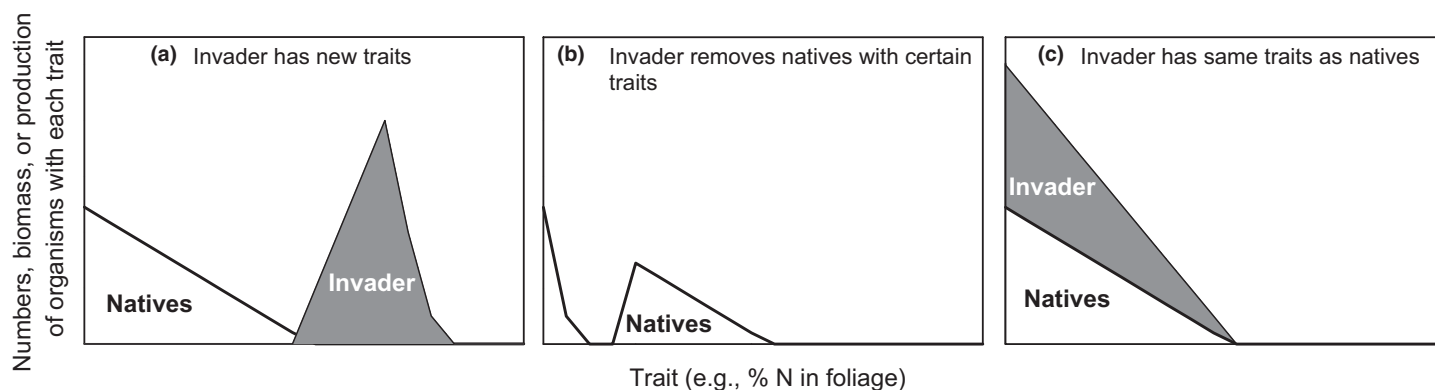 Numbers, biomass, or production
of organisms with each trait
(a) Invader has new traits
Natives
Invader
(b) Invader removes natives with certain
traits
Natives
(c) Invader has same traits as natives
Invader
Natives
Trait (e.g., % N in foliage)